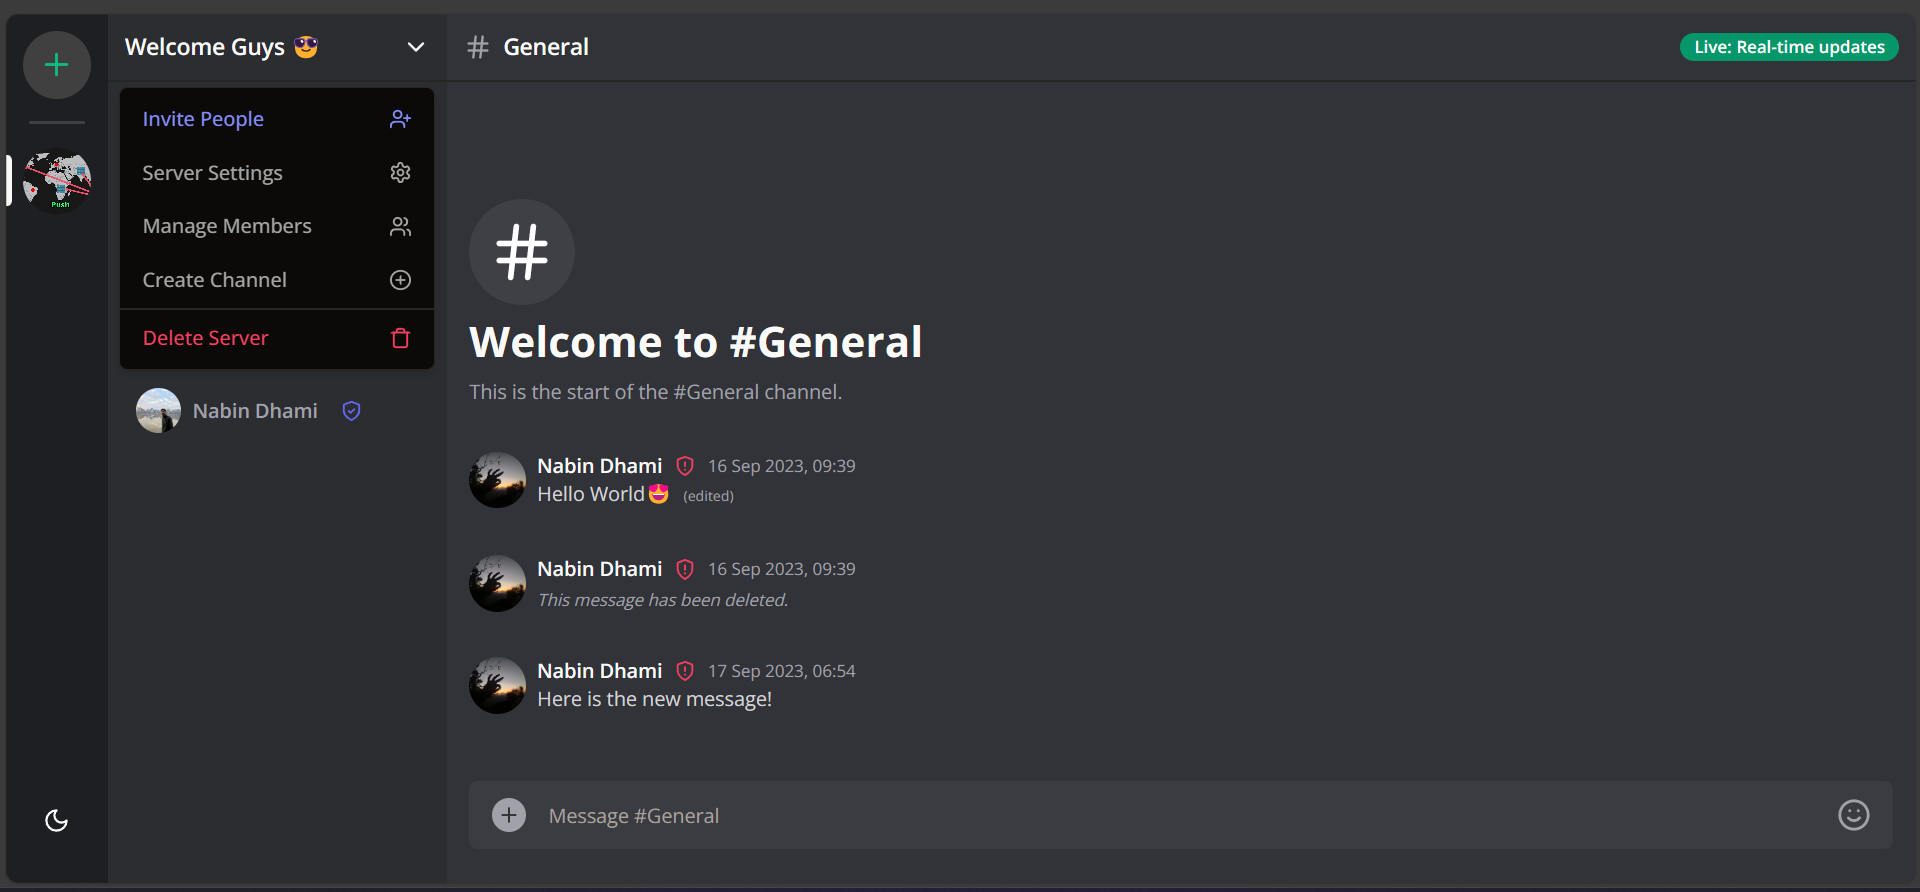 Welcome Guys 😎
# General
Live: Real-time updates
Invite People
Server Settings
Manage Members
Create Channel
Delete Server
Nabin Dhami
Push
#
Welcome to #General
This is the start of the #General channel.
Nabin Dhami 16 Sep 2023, 09:39
Hello World🤩 (edited)
Nabin Dhami 16 Sep 2023, 09:39
This message has been deleted.
Nabin Dhami 17 Sep 2023, 06:54
Here is the new message!
Message #General